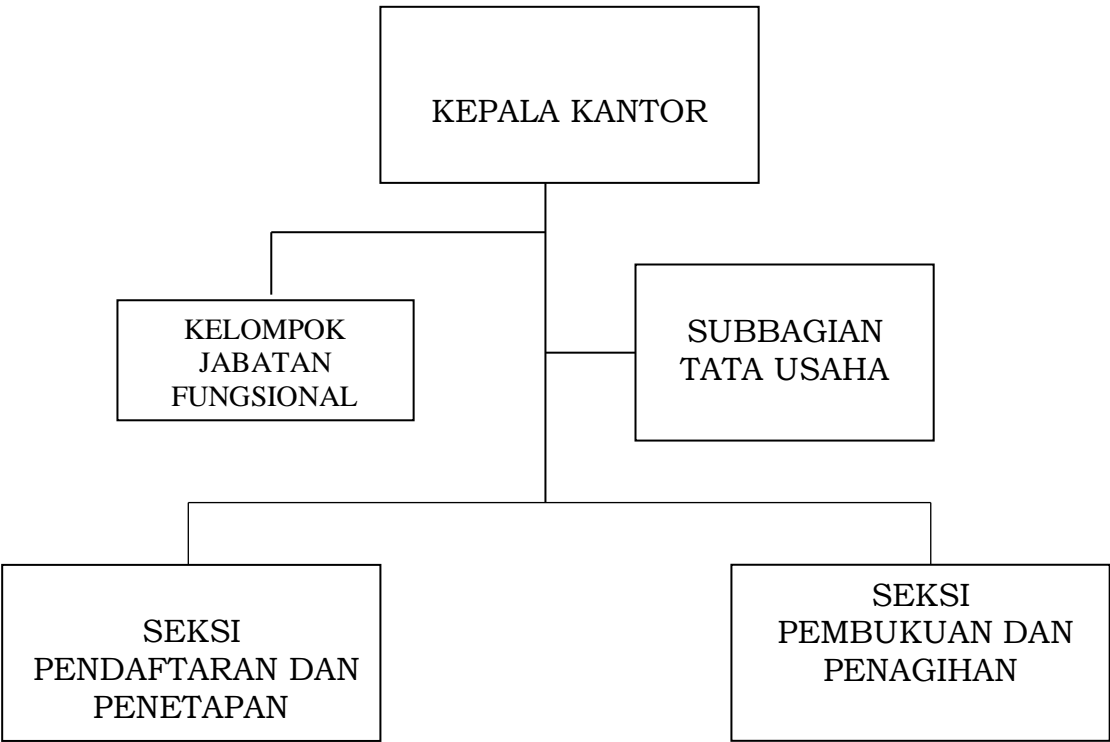 KEPALA KANTOR
KELOMPOK
JABATAN
FUNGSIONAL
SUBBAGIAN
TATA USAHA
SEKSI
PENDAFTARAN DAN
PENETAPAN
SEKSI
PEMBUKUAN DAN
PENAGIHAN